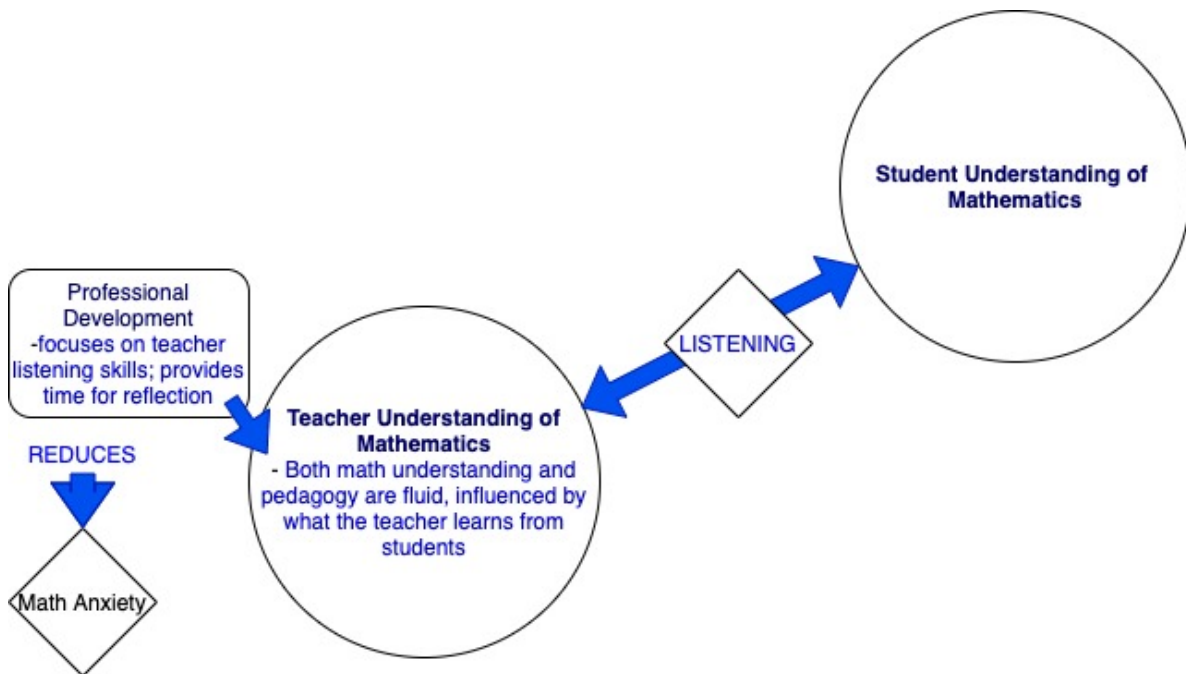 Student Understanding of
Mathematics
Professional
Development
-focuses on teacher
listening skills; provides
time for reflection
LISTENING
Teacher Understanding of
Mathematics
- Both math understanding and
pedagogy are fluid, influenced by
what the teacher learns from
students
REDUCES
Math Anxiety